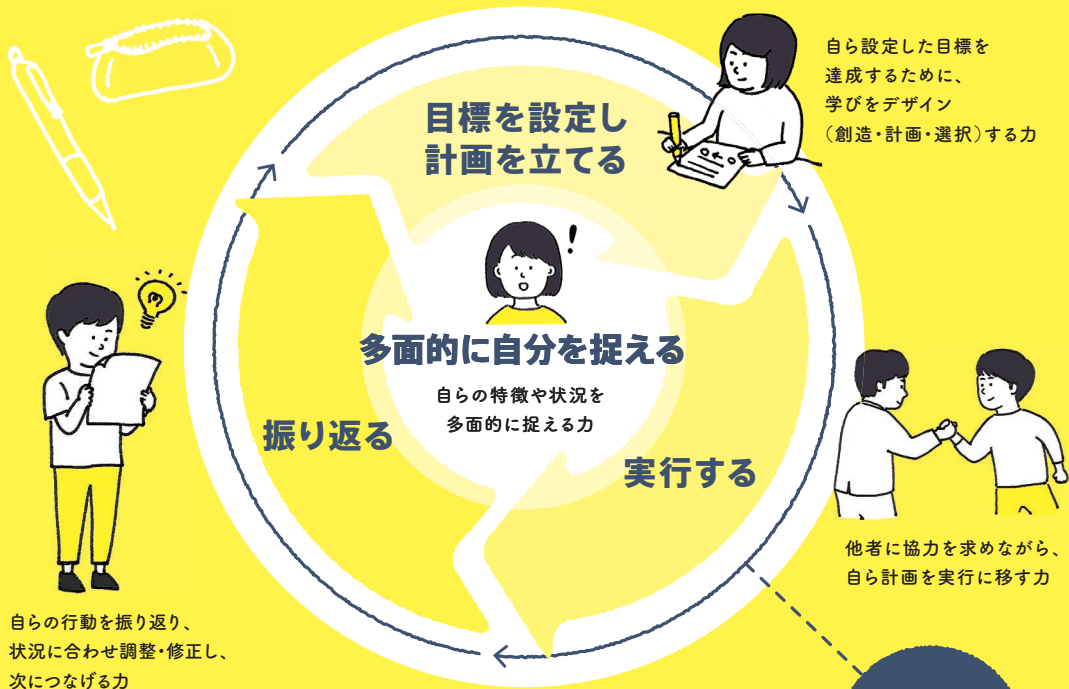 目標を設定し
計画を立てる
自ら設定した目標を
達成するために、
学びをデザイン
（創造・計画・選択）する力
多面的に自分を捉える
自らの特徴や状況を
多面的に捉える力
振り返る
実行する
他者に協力を求めながら、
自ら計画を実行に移す力
自らの行動を振り返り、
状況に合わせ調整・修正し、
次につなげる力